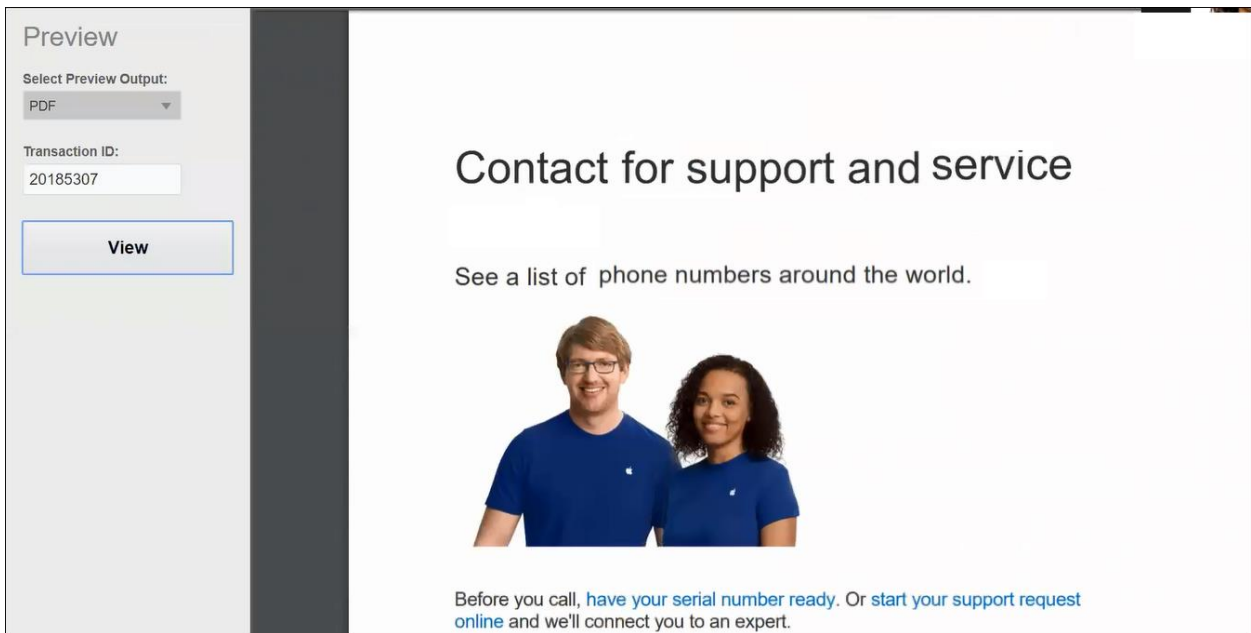 Preview
Select Preview Output:
PDF
Transaction ID:
20185307
View
Contact for support and service
See a list of phone numbers around the world.
Before you call, have your serial number ready. Or start your support request
online and we'll connect you to an expert.